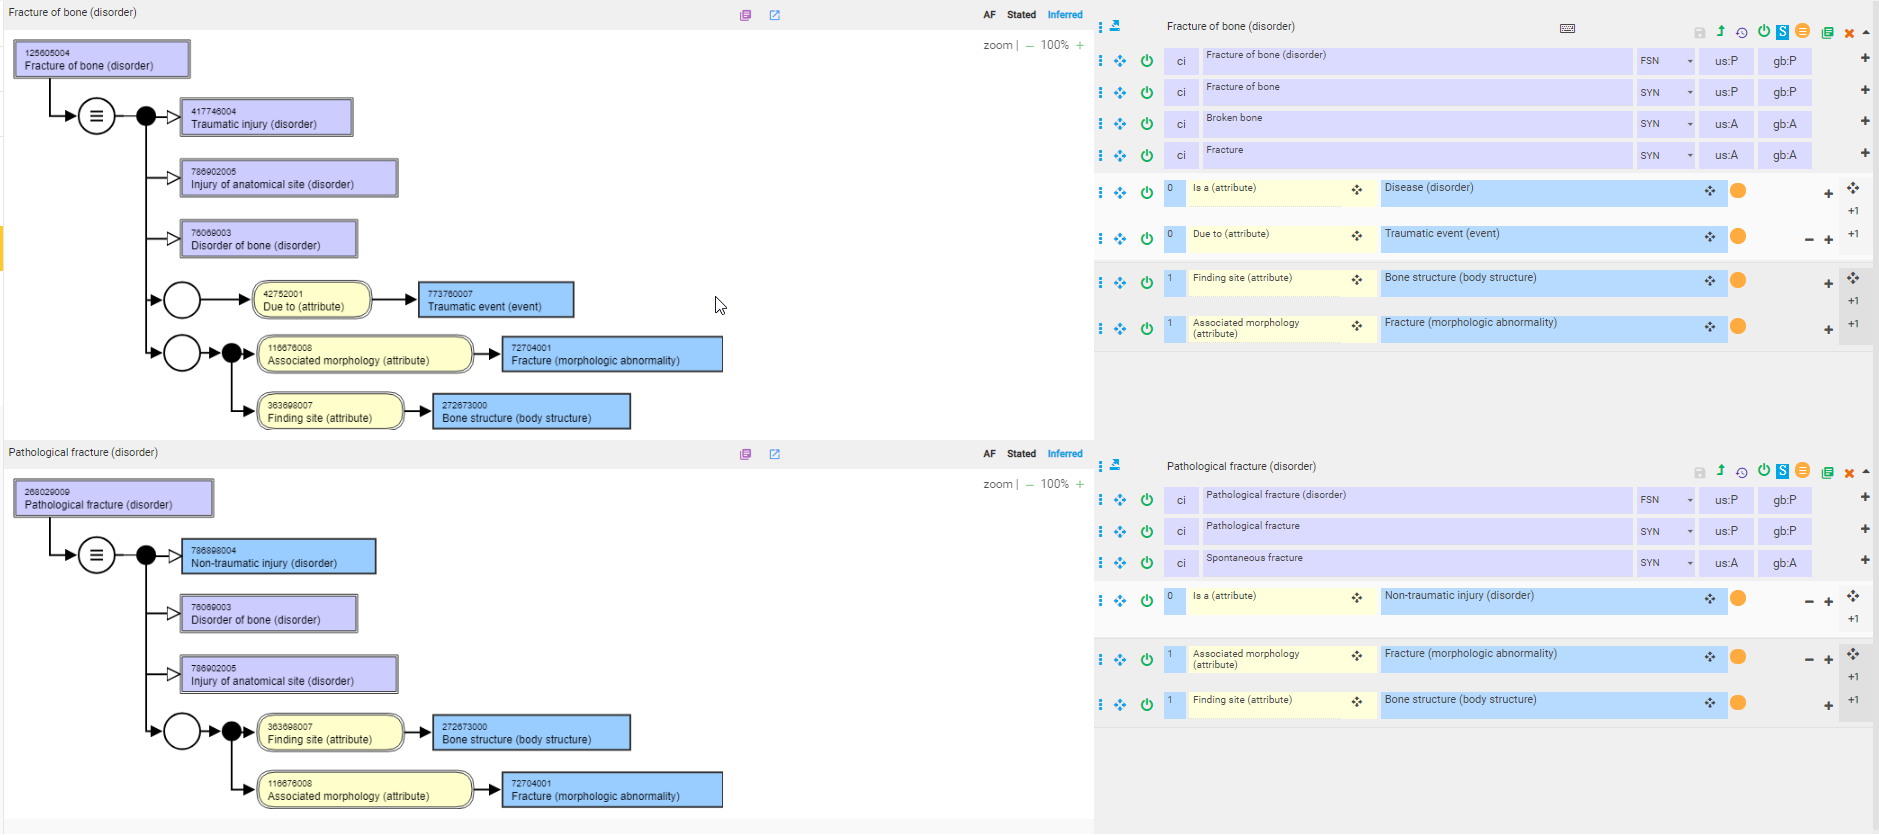 Fracture of bone (disorder)
AF Stated Inferred
zoom | − 100% +
125605004
Fracture of bone (disorder)
417746004
Traumatic injury (disorder)
786902005
Injury of anatomical site (disorder)
76069003
Disorder of bone (disorder)
42752001
Due to (attribute)
773760007
Traumatic event (event)
116676008
Associated morphology (attribute)
72704001
Fracture (morphologic abnormality)
363698007
Finding site (attribute)
272673000
Bone structure (body structure)
Fracture of bone (disorder)
S
ci Fracture of bone (disorder) FSN us:P gb:P
ci Fracture of bone SYN us:P gb:P
ci Broken bone SYN us:A gb:A
ci Fracture SYN us:A gb:A
0 Is a (attribute) Disease (disorder)
+1
0 Due to (attribute) Traumatic event (event) +1
1 Finding site (attribute) Bone structure (body structure)
+1
1 Associated morphology (attribute) Fracture (morphologic abnormality) +1
Pathological fracture (disorder)
AF Stated Inferred
zoom | − 100% +
268029009
Pathological fracture (disorder)
786898004
Non-traumatic injury (disorder)
76069003
Disorder of bone (disorder)
786902005
Injury of anatomical site (disorder)
363698007
Finding site (attribute)
272673000
Bone structure (body structure)
116676008
Associated morphology (attribute)
72704001
Fracture (morphologic abnormality)
Pathological fracture (disorder)
S
ci Pathological fracture (disorder) FSN us:P gb:P
ci Pathological fracture SYN us:P gb:P
ci Spontaneous fracture SYN us:A gb:A
0 Is a (attribute) Non-traumatic injury (disorder)
+1
1 Associated morphology (attribute) Fracture (morphologic abnormality)
+1
1 Finding site (attribute) Bone structure (body structure) +1